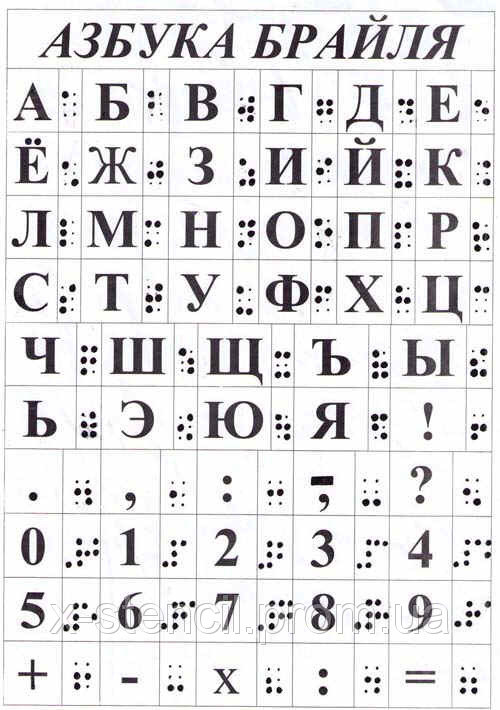 АЗБУКА БРАЙЛЯ
А Б В Г Д Е
Ё Ж З И Й К
Л М Н О П Р
С Т У Ф Х Ц
Ч Ш Щ Ъ Ы
Ь Э Ю Я !
. , : ; ?
0 1 2 3 4
5 6 7 8 9
x-stencil.prom.ua
+ - x : =